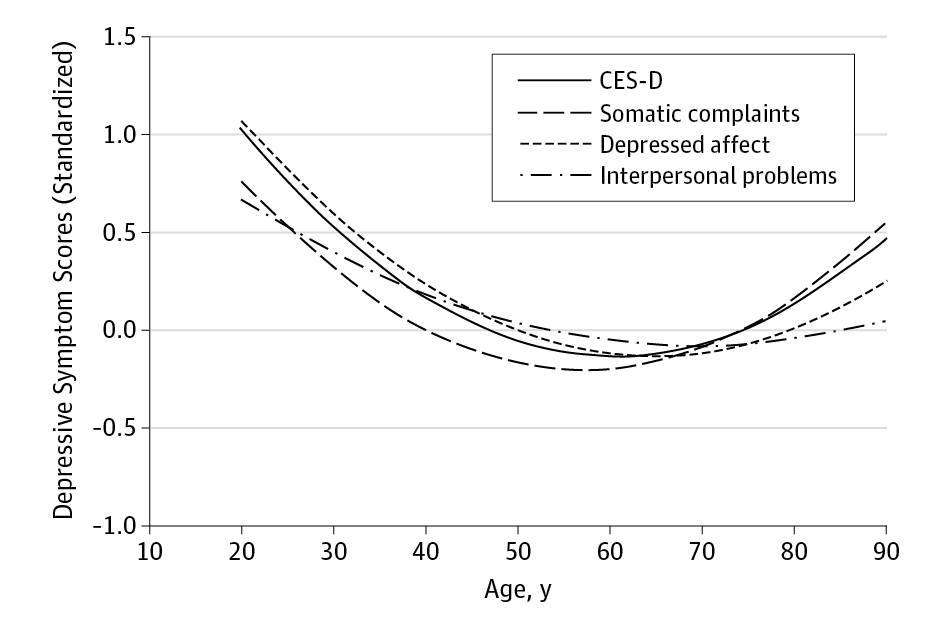 Depressive Symptom Scores (Standardized)
1.5
1.0
0.5
0.0
-0.5
-1.0
CES-D
Somatic complaints
Depressed affect
Interpersonal problems
10 20 30 40 50 60 70 80 90
Age, y